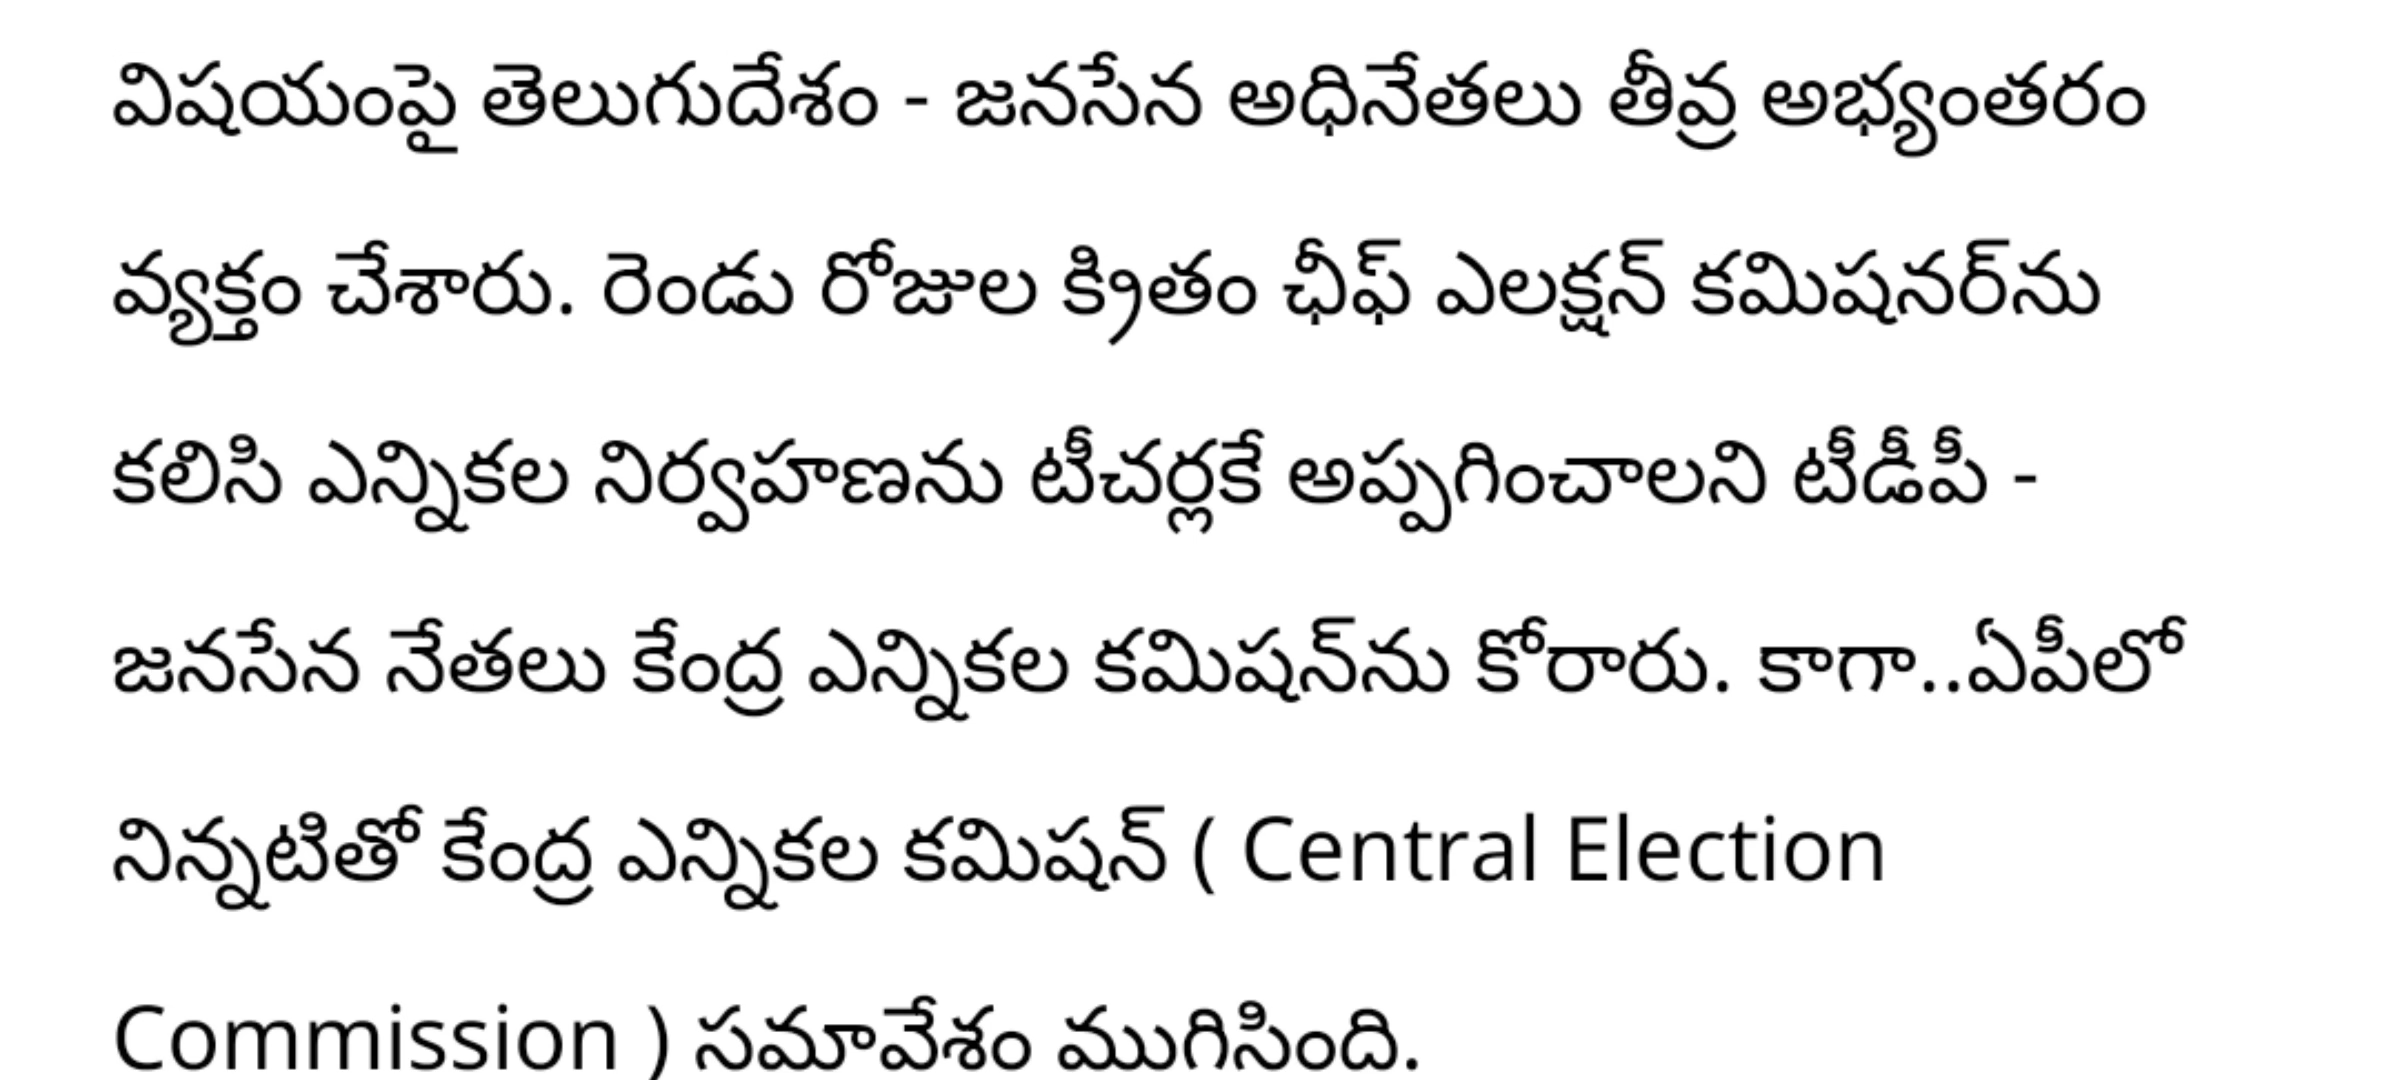 విషయంపై తెలుగుదేశం - జనసేన అధినేతలు తీవ్ర అభ్యంతరం
వ్యక్తం చేశారు. రెండు రోజుల క్రితం ఛీఫ్ ఎలక్షన్ కమిషనర్‌ను
కలిసి ఎన్నికల నిర్వహణను టీచర్లకే అప్పగించాలని టీడీపీ -
జనసేన నేతలు కేంద్ర ఎన్నికల కమిషన్‌ను కోరారు. కాగా..ఏపీలో
నిన్నటితో కేంద్ర ఎన్నికల కమిషన్ ( Central Election
Commission ) సమావేశం ముగిసింది.